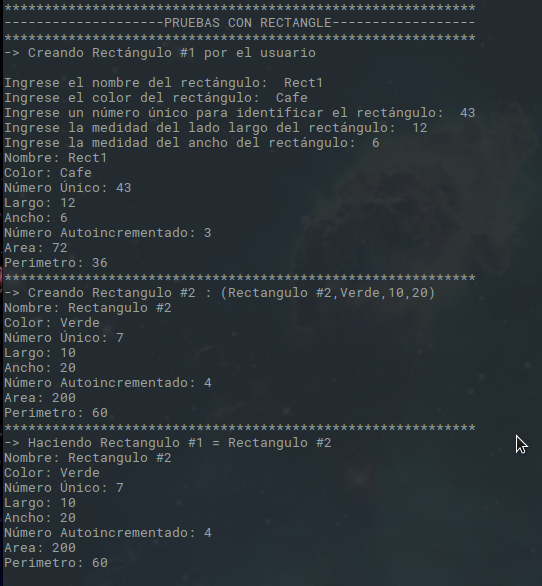 ***********************************************************
--------------------PRUEBAS CON RECTANGLE------------------
***********************************************************
-> Creando Rectángulo #1 por el usuario
Ingrese el nombre del rectángulo:  Rect1
Ingrese el color del rectángulo:  Cafe
Ingrese un número único para identificar el rectángulo:  43
Ingrese la medidad del lado largo del rectángulo:  12
Ingrese la medidad del ancho del rectángulo:  6
Nombre: Rect1
Color: Cafe
Número Único: 43
Largo: 12
Ancho: 6
Número Autoincrementado: 3
Area: 72
Perimetro: 36
***********************************************************
-> Creando Rectangulo #2 : (Rectangulo #2,Verde,10,20)
Nombre: Rectangulo #2
Color: Verde
Número Único: 7
Largo: 10
Ancho: 20
Número Autoincrementado: 4
Area: 200
Perimetro: 60
***********************************************************
-> Haciendo Rectangulo #1 = Rectangulo #2
Nombre: Rectangulo #2
Color: Verde
Número Único: 7
Largo: 10
Ancho: 20
Número Autoincrementado: 4
Area: 200
Perimetro: 60